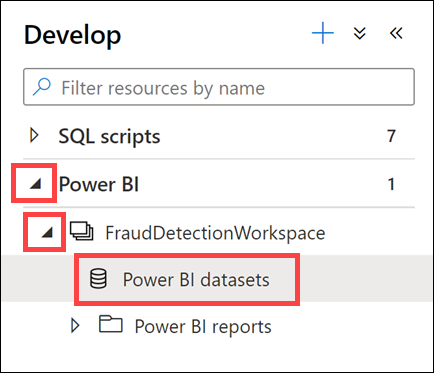 Develop
Filter resources by name
SQL scripts 7
Power BI 1
FraudDetectionWorkspace
Power BI datasets
Power BI reports